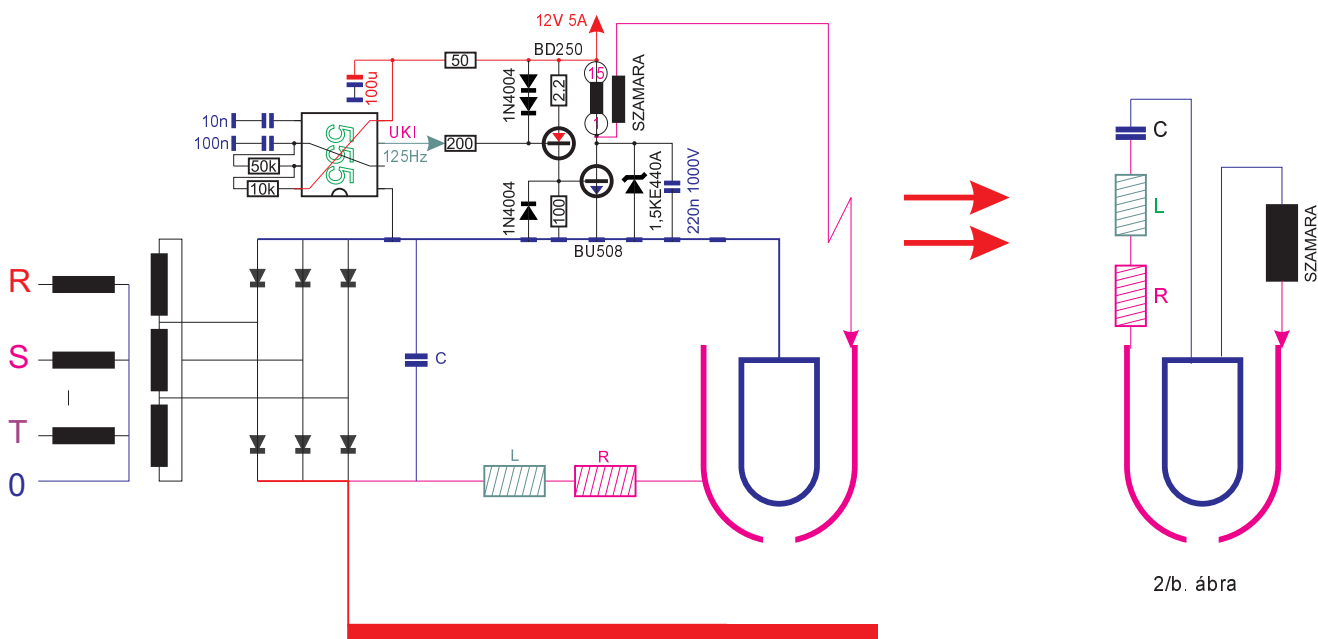 12V 5A
BD250
50
15
1
SZAMARA
100u
1N4004
2,2
10n
100n
50k
10k
555
UKI
125Hz
200
1N4004
100
1,5KE440A
220n 1000V
BU508
R
S
T
0
C
L
R
C
L
R
SZAMARA
2/b. ábra